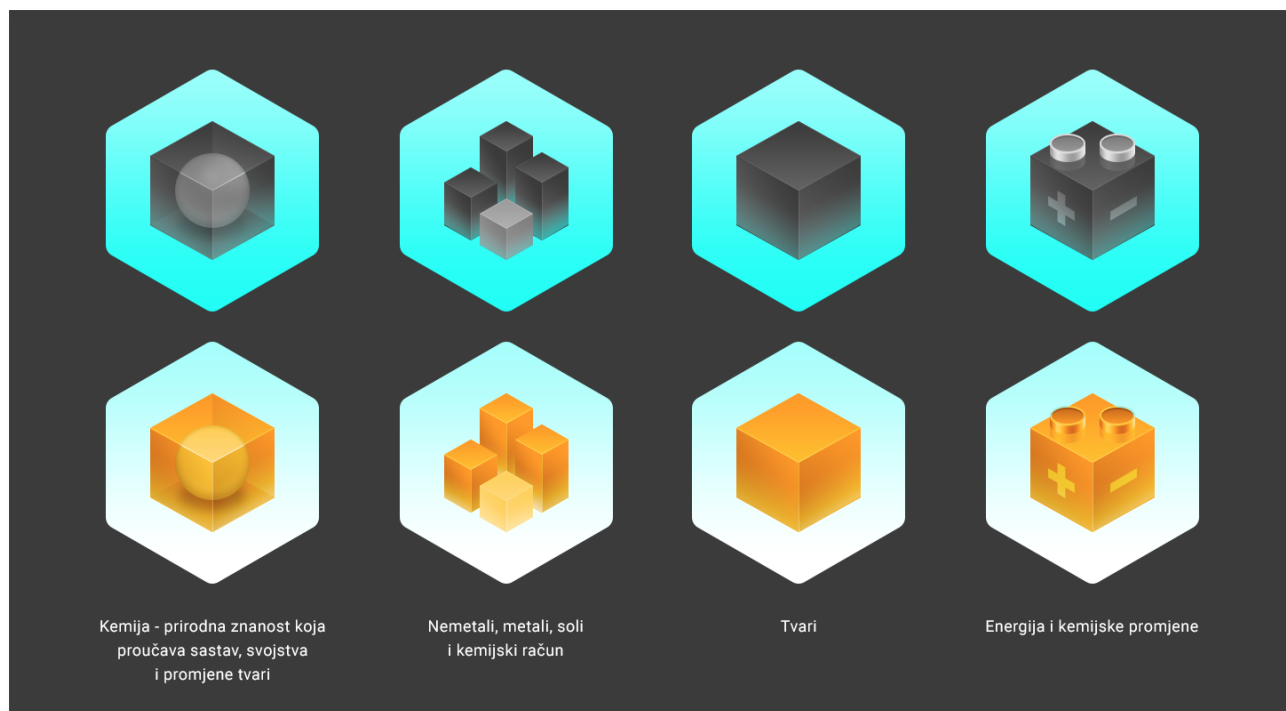 Kemija - prirodna znanost koja
proučava sastav, svojstva
i promjene tvari
Nemetali, metali, soli
i kemijski račun
Tvari
Energija i kemijske promjene